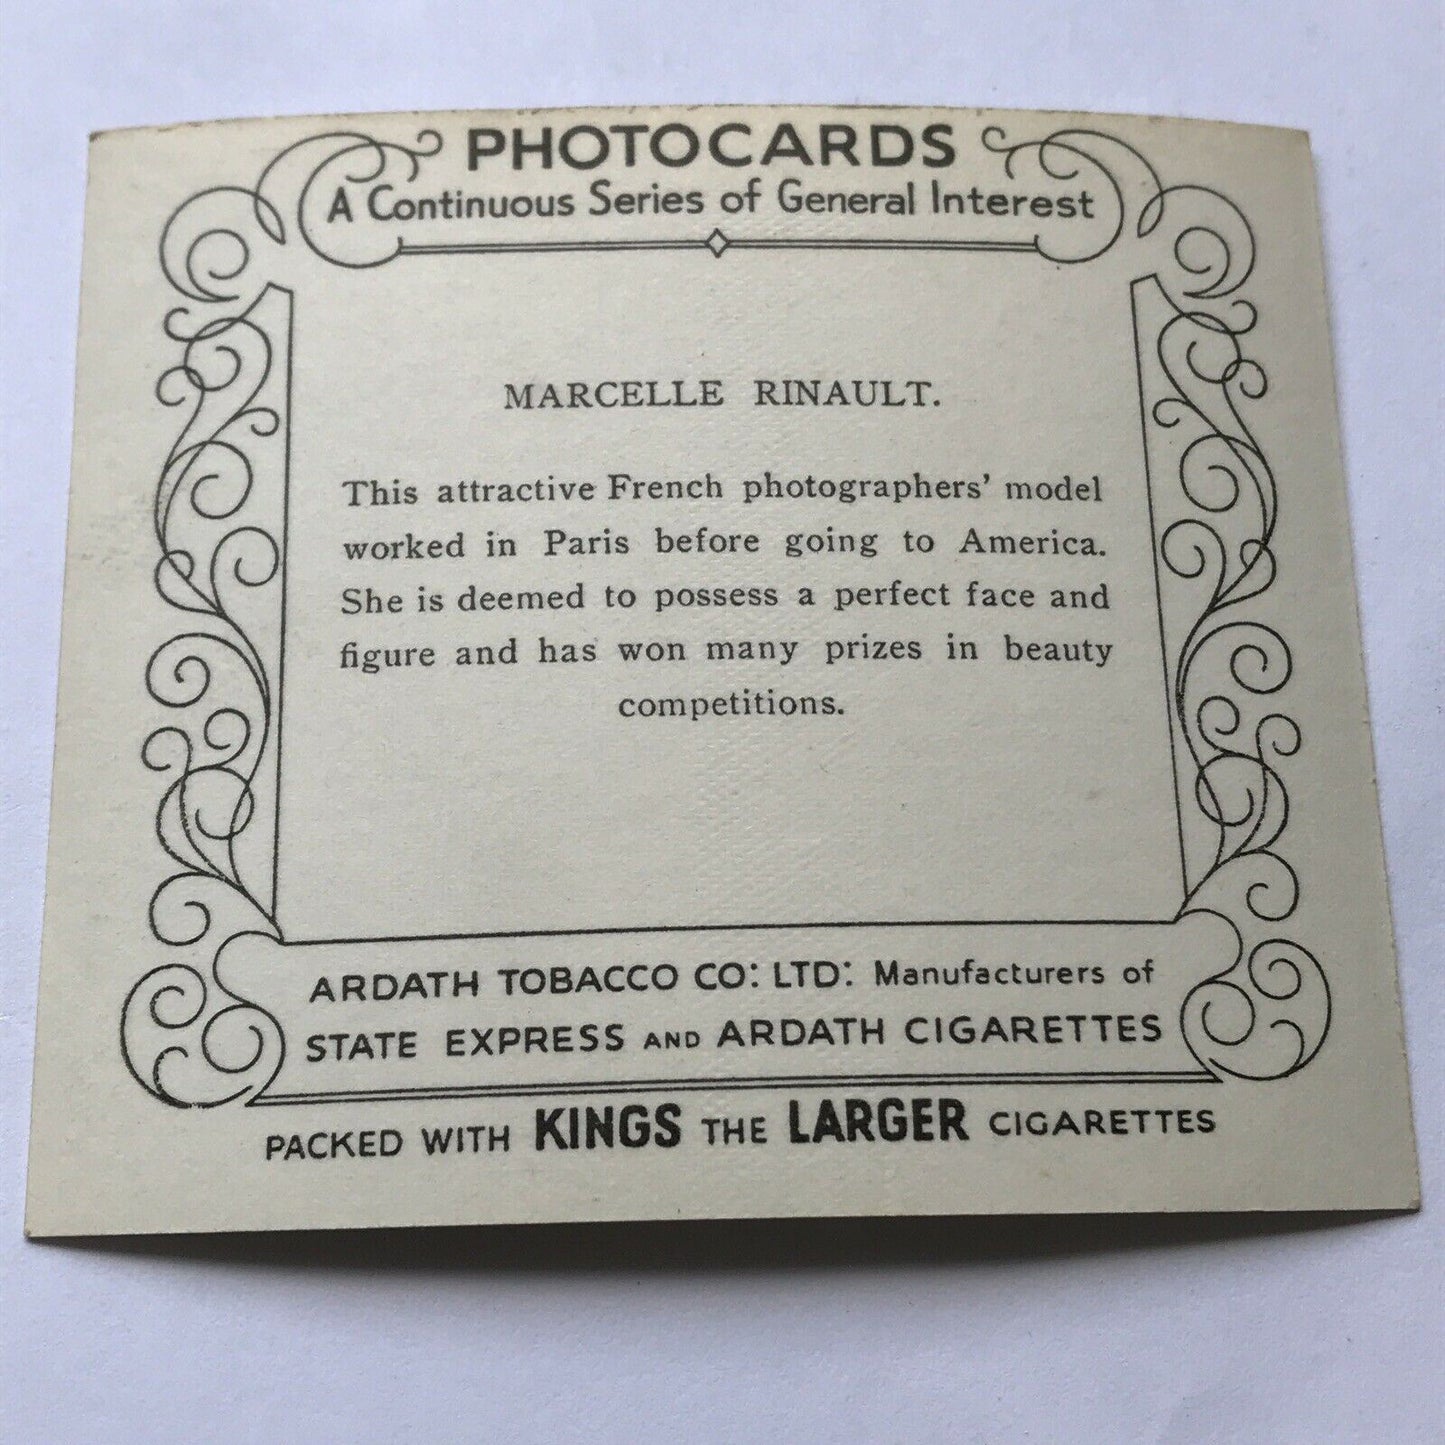 PHOTOCARDS
A Continuous Series of General Interest
MARCELLE RINAULT.
This attractive French photographers' model
worked in Paris before going to America.
She is deemed to possess a perfect face and
figure and has won many prizes in beauty
competitions.
ARDATH TOBACCO CO: LTD: Manufacturers of
STATE EXPRESS AND ARDATH CIGARETTES
PACKED WITH KINGS THE LARGER CIGARETTES